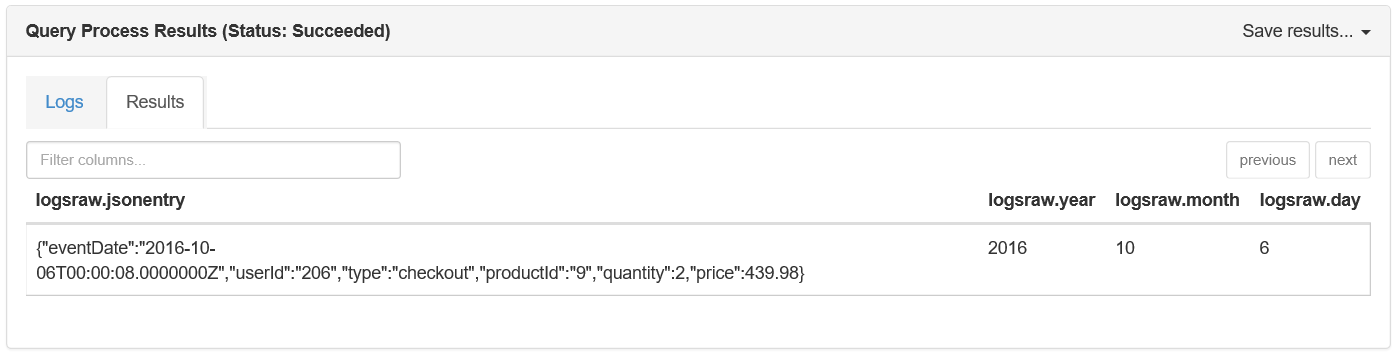 Query Process Results (Status: Succeeded) Save results...
Logs Results
Filter columns... previous next
logsraw.jsonentry logsraw.year logsraw.month logsraw.day
{"eventDate":"2016-10- 2016 10 6
06T00:00:08.0000000Z","userId":"206","type":"checkout","productId":"9","quantity":2,"price":439.98}